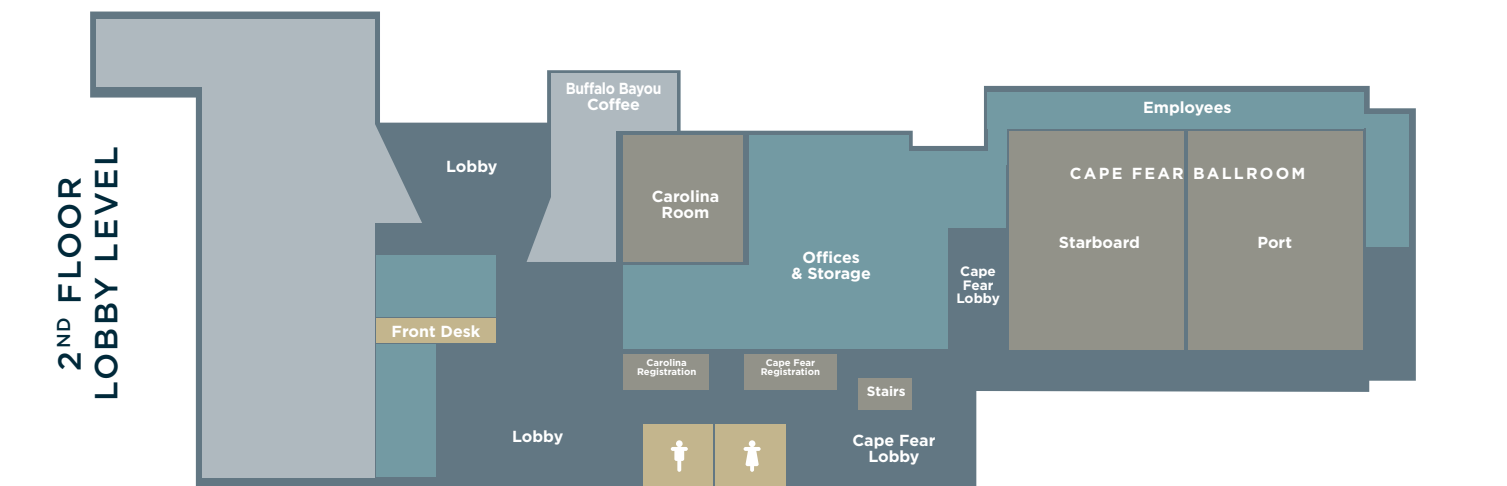 2ND FLOOR
LOBBY LEVEL
Buffalo Bayou
Coffee
Employees
Lobby
CAPE FEAR BALLROOM
Carolina
Room
Starboard
Port
Offices
& Storage
Cape
Fear
Lobby
Front Desk
Carolina
Registration
Cape Fear
Registration
Stairs
Lobby
Cape Fear
Lobby